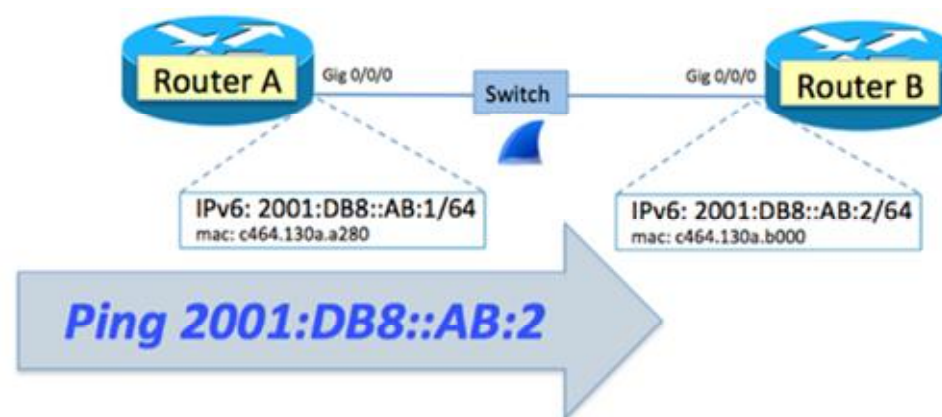 Router A
Gig 0/0/0
Switch
Gig 0/0/0
Router B
IPv6: 2001:DB8::AB:1/64
mac: c464.130a.a280
IPv6: 2001:DB8::AB:2/64
mac: c464.130a.b000
Ping 2001:DB8::AB:2